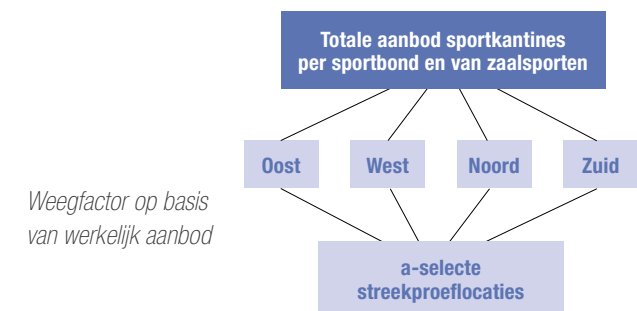 Totale aanbod sportkantines
per sportbond en van zaalsporten
Oost
West
Noord
Zuid
Weegfactor op basis
van werkelijk aanbod
a-selecte
streekproeflocaties